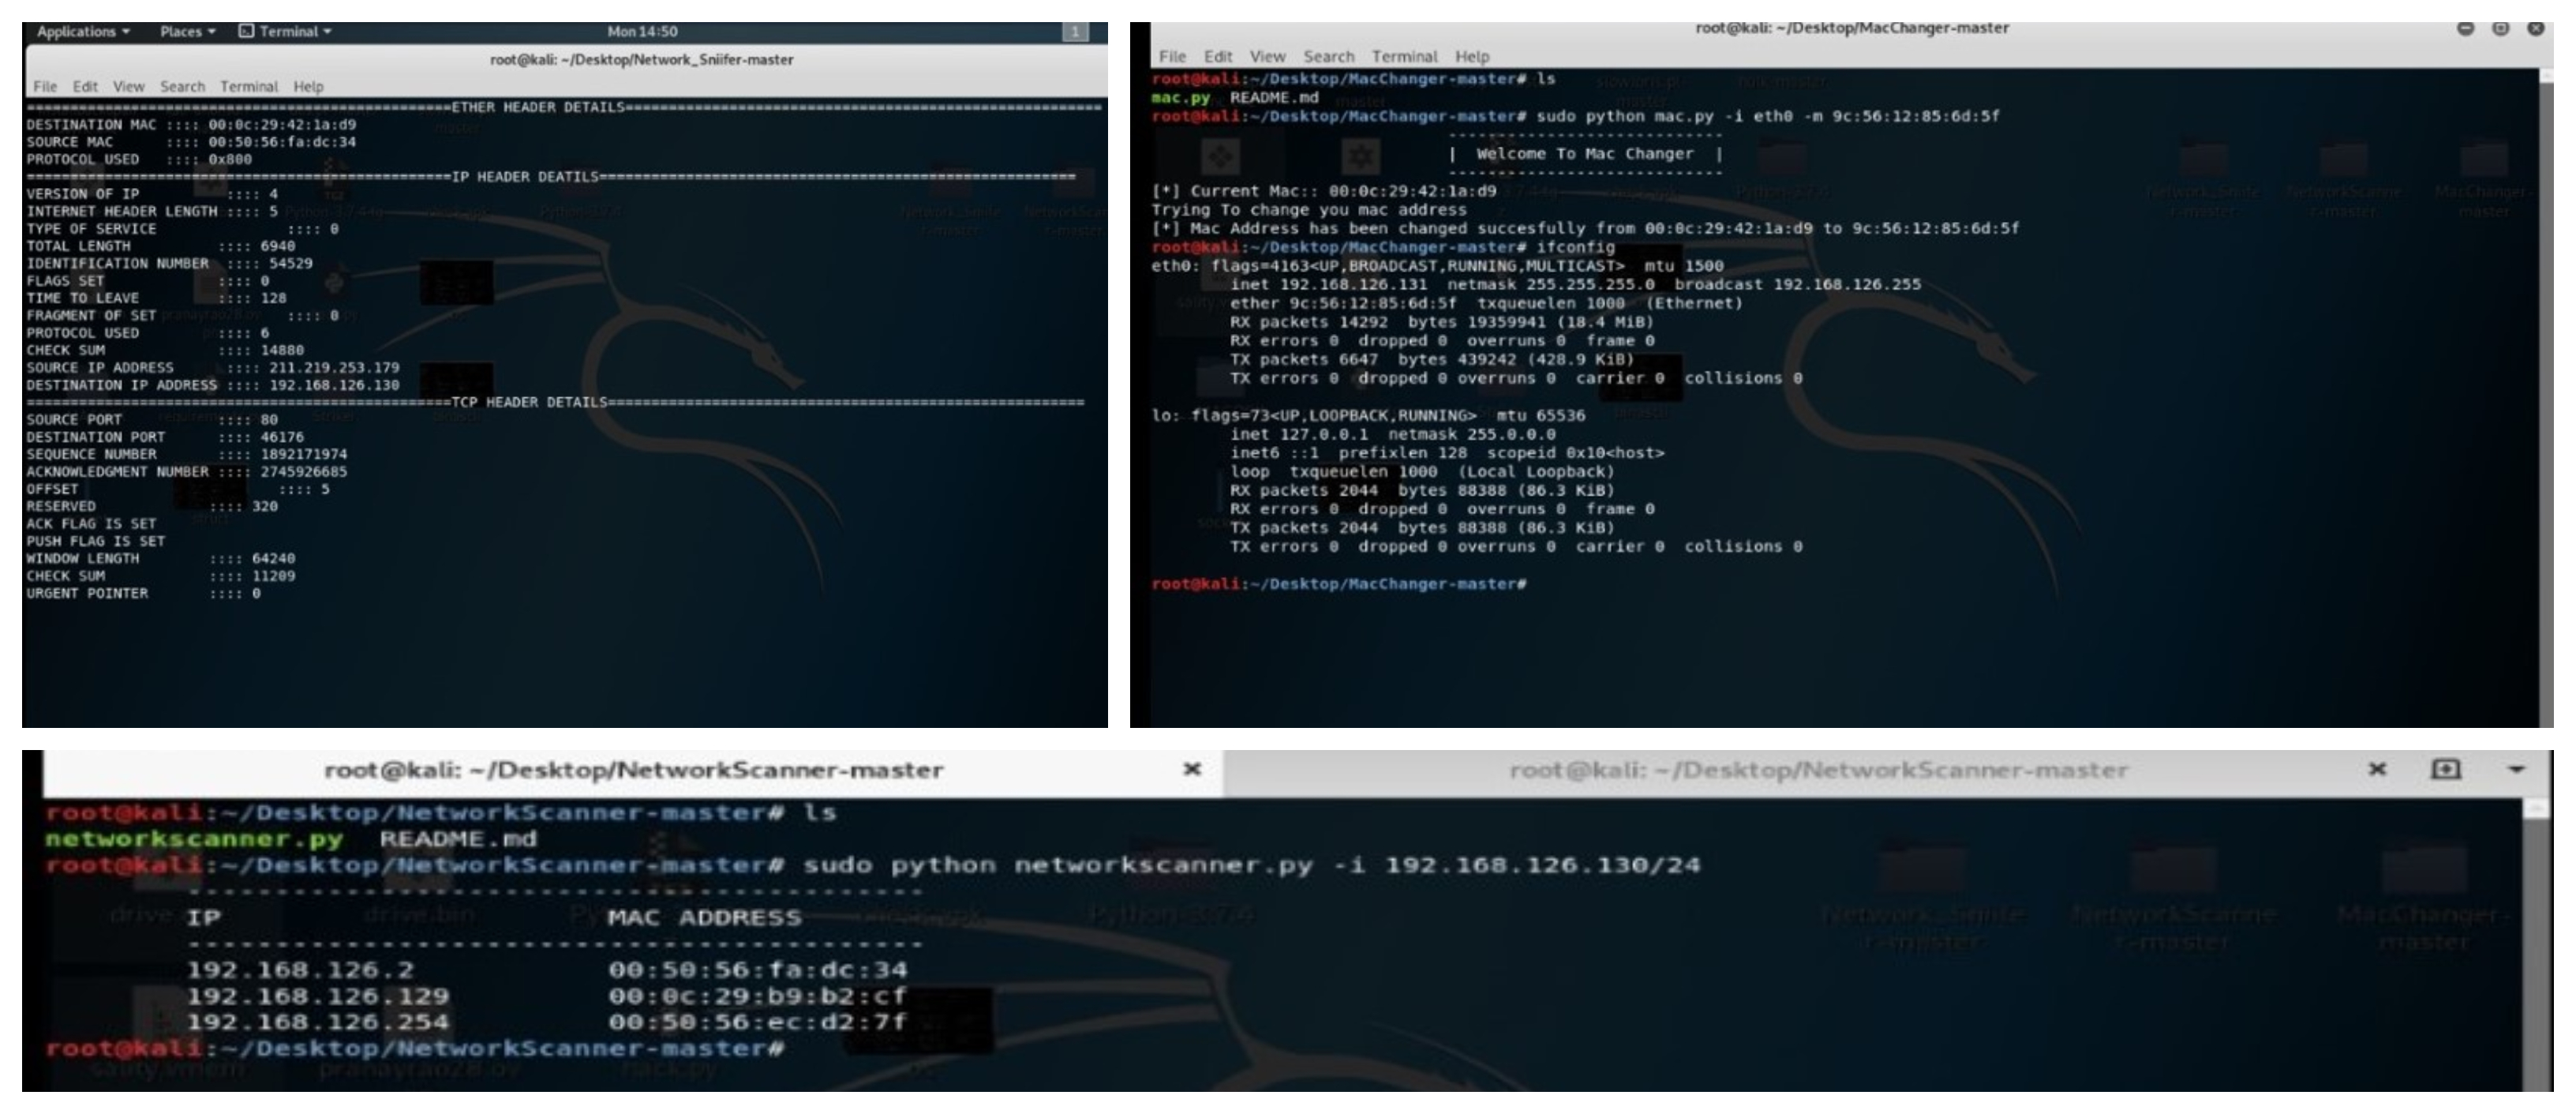 Applications Places Terminal Mon 14:50 1
root@kali: ~/Desktop/Network_Sniifer-master
File Edit View Search Terminal Help
================================================ETHER HEADER DETAILS======================================================
DESTINATION MAC :::: 00:0c:29:42:1a:d9
SOURCE MAC :::: 00:50:56:fa:dc:34
PROTOCOL USED :::: 0x800
================================================IP HEADER DEATILS======================================================
VERSION OF IP :::: 4
INTERNET HEADER LENGTH :::: 5
TYPE OF SERVICE :::: 0
TOTAL LENGTH :::: 6940
IDENTIFICATION NUMBER :::: 54529
FLAGS SET :::: 0
TIME TO LEAVE :::: 128
FRAGMENT OF SET :::: 0
PROTOCOL USED :::: 6
CHECK SUM :::: 14880
SOURCE IP ADDRESS :::: 211.219.253.179
DESTINATION IP ADDRESS :::: 192.168.126.130
================================================TCP HEADER DETAILS======================================================
SOURCE PORT :::: 80
DESTINATION PORT :::: 46176
SEQUENCE NUMBER :::: 1892171974
ACKNOWLEDGMENT NUMBER :::: 2745926685
OFFSET :::: 5
RESERVED :::: 320
ACK FLAG IS SET
PUSH FLAG IS SET
WINDOW LENGTH :::: 64240
CHECK SUM :::: 11209
URGENT POINTER :::: 0
root@kali: ~/Desktop/MacChanger-master
File Edit View Search Terminal Help
root@kali:~/Desktop/MacChanger-master# ls
mac.py README.md
root@kali:~/Desktop/MacChanger-master# sudo python mac.py -i eth0 -m 9c:56:12:85:6d:5f
----------------------------
| Welcome To Mac Changer |
----------------------------
[*] Current Mac:: 00:0c:29:42:1a:d9
Trying To change you mac address
[*] Mac Address has been changed succesfully from 00:0c:29:42:1a:d9 to 9c:56:12:85:6d:5f
root@kali:~/Desktop/MacChanger-master# ifconfig
eth0: flags=4163<UP,BROADCAST,RUNNING,MULTICAST> mtu 1500
inet 192.168.126.131 netmask 255.255.255.0 broadcast 192.168.126.255
ether 9c:56:12:85:6d:5f txqueuelen 1000 (Ethernet)
RX packets 14292 bytes 19359941 (18.4 MiB)
RX errors 0 dropped 0 overruns 0 frame 0
TX packets 6647 bytes 439242 (428.9 KiB)
TX errors 0 dropped 0 overruns 0 carrier 0 collisions 0
lo: flags=73<UP,LOOPBACK,RUNNING> mtu 65536
inet 127.0.0.1 netmask 255.0.0.0
inet6 ::1 prefixlen 128 scopeid 0x10<host>
loop txqueuelen 1000 (Local Loopback)
RX packets 2044 bytes 88388 (86.3 KiB)
RX errors 0 dropped 0 overruns 0 frame 0
TX packets 2044 bytes 88388 (86.3 KiB)
TX errors 0 dropped 0 overruns 0 carrier 0 collisions 0
root@kali:~/Desktop/MacChanger-master#
root@kali: ~/Desktop/NetworkScanner-master root@kali: ~/Desktop/NetworkScanner-master
root@kali:~/Desktop/NetworkScanner-master# ls
networkscanner.py README.md
root@kali:~/Desktop/NetworkScanner-master# sudo python networkscanner.py -i 192.168.126.130/24
------------------------------------------
IP MAC ADDRESS
------------------------------------------
192.168.126.2 00:50:56:fa:dc:34
192.168.126.129 00:0c:29:b9:b2:cf
192.168.126.254 00:50:56:ec:d2:7f
root@kali:~/Desktop/NetworkScanner-master#